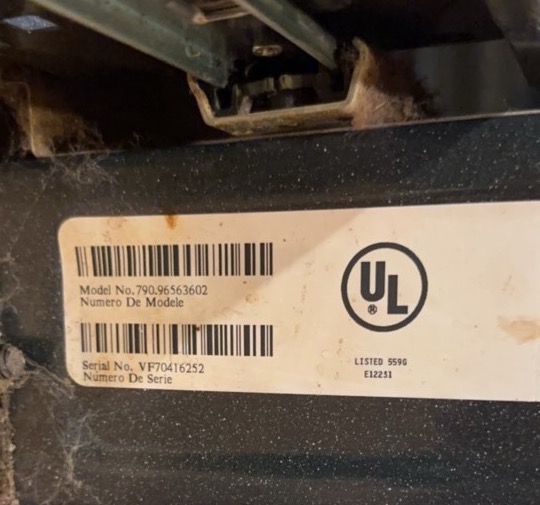 Model No.790.96563602
Numero De Modele
UL
®
Serial No. VF70416252
Numero De Serie
LISTED 559G
E12231